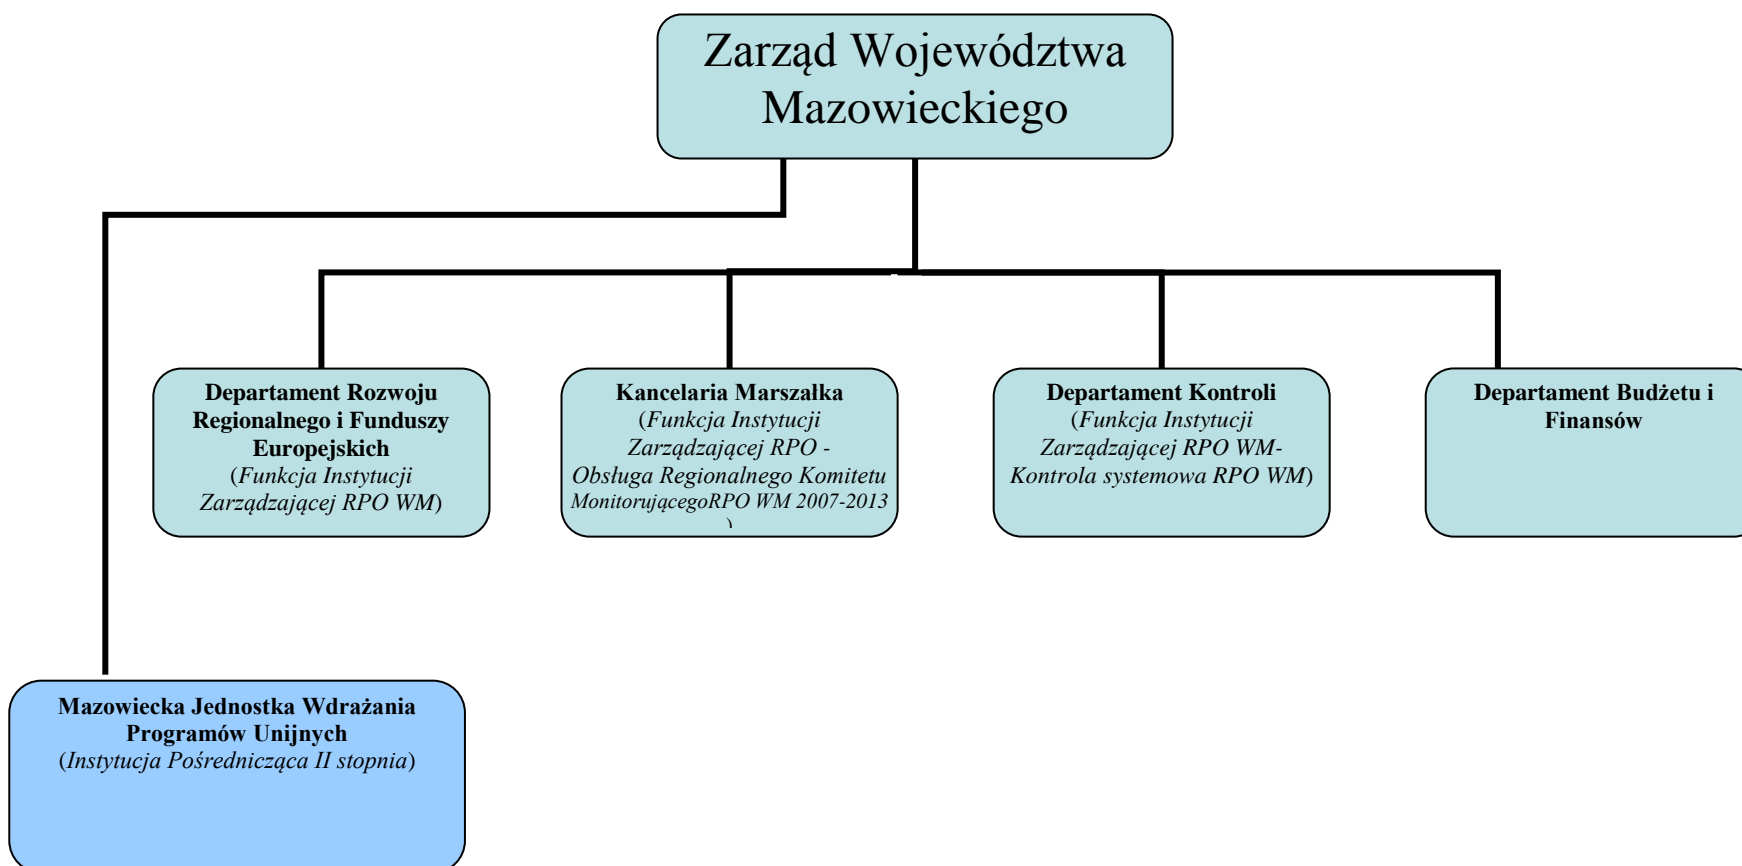 Zarząd Województwa
Mazowieckiego
Departament Rozwoju
Regionalnego i Funduszy
Europejskich
(Funkcja Instytucji
Zarządzającej RPO WM)
Kancelaria Marszałka
(Funkcja Instytucji
Zarządzającej RPO -
Obsługa Regionalnego Komitetu
MonitorującegoRPO WM 2007-2013
)
Departament Kontroli
(Funkcja Instytucji
Zarządzającej RPO WM-
Kontrola systemowa RPO WM)
Departament Budżetu i
Finansów
Mazowiecka Jednostka Wdrażania
Programów Unijnych
(Instytucja Pośrednicząca II stopnia)